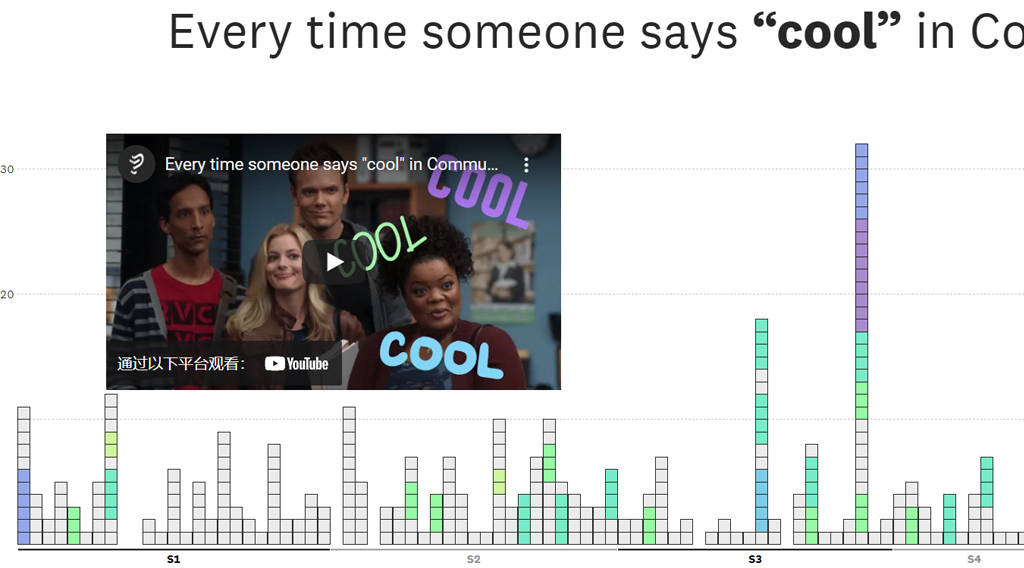 Every time someone says “cool” in Co
30
20
Every time someone says "cool" in Commu...
COOL
COOL
COOL
通过以下平台观看：
YouTube
S1
S2
S3
S4